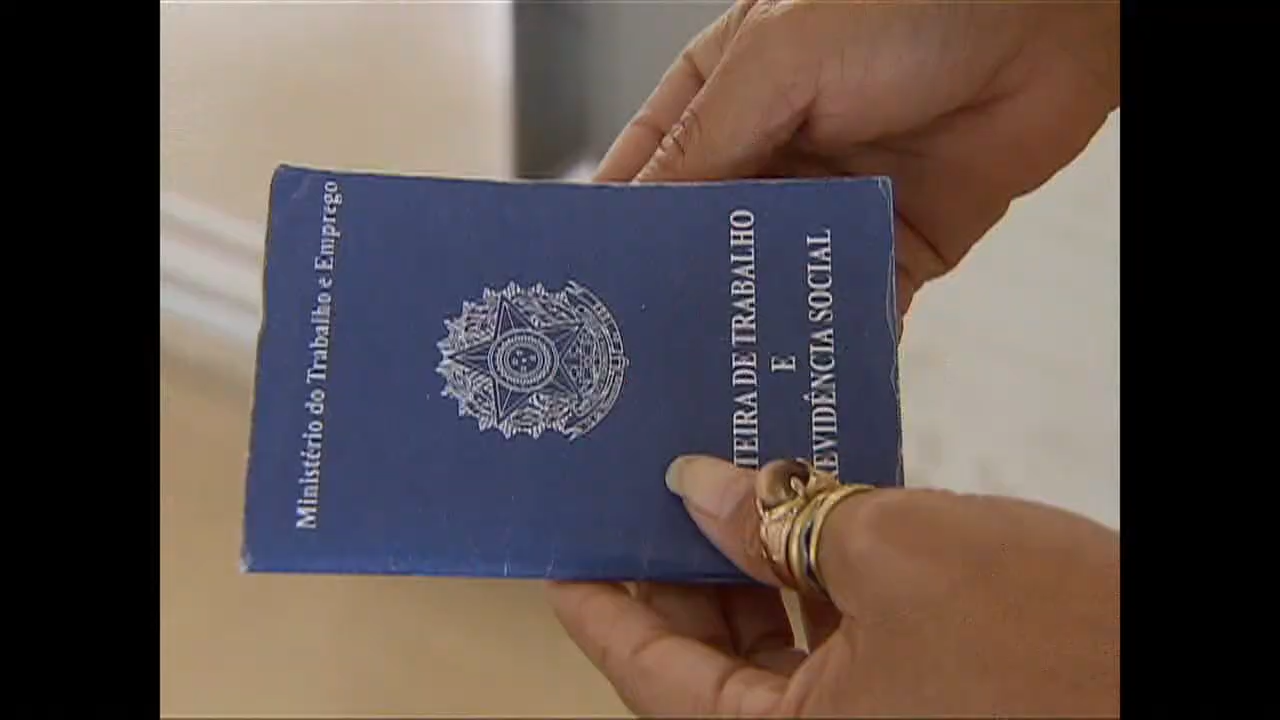 Ministério do Trabalho e Emprego
TEIRA DE TRABALHO
E
EVIDÊNCIA SOCIAL